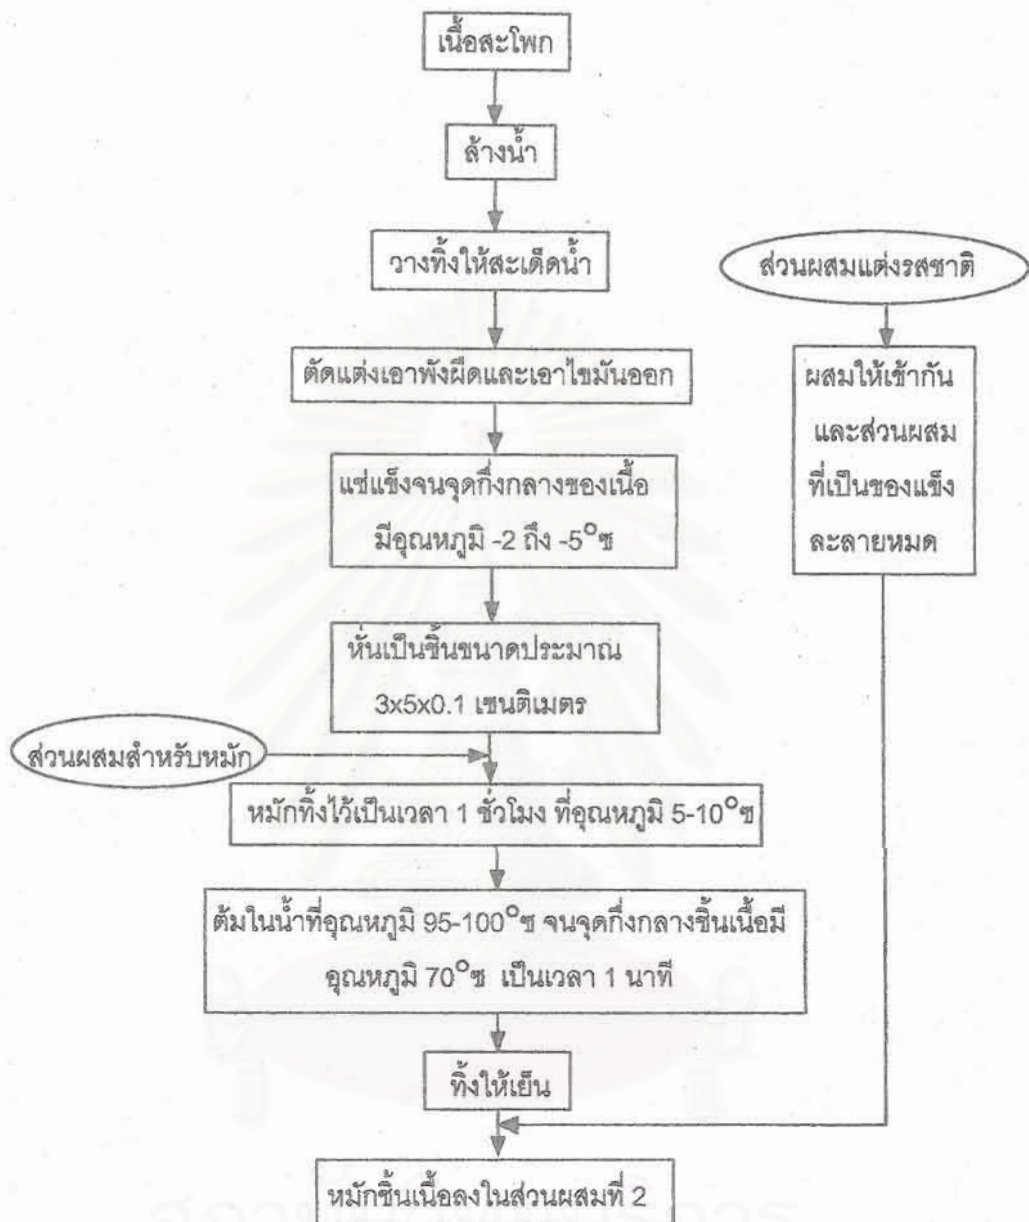 เนื้อสะโพก
ล้างน้ำ
วางทิ้งให้สะเด็ดน้ำ
ส่วนผสมแต่งรสชาติ
ตัดแต่งเอาพังผืดและเอาไขมันออก
ผสมให้เข้ากัน
และส่วนผสม
ที่เป็นของแข็ง
ละลายหมด
แช่แข็งจนจุดกึ่งกลางของเนื้อ
มีอุณหภูมิ -2 ถึง -5°ซ
หั่นเป็นชิ้นขนาดประมาณ
3x5x0.1 เซนติเมตร
ส่วนผสมสำหรับหมัก
หมักทิ้งไว้เป็นเวลา 1 ชั่วโมง ที่อุณหภูมิ 5-10°ซ
ต้มในน้ำที่อุณหภูมิ 95-100°ซ จนจุดกึ่งกลางชิ้นเนื้อมี
อุณหภูมิ 70°ซ เป็นเวลา 1 นาที
ทิ้งให้เย็น
หมักชิ้นเนื้อลงในส่วนผสมที่ 2